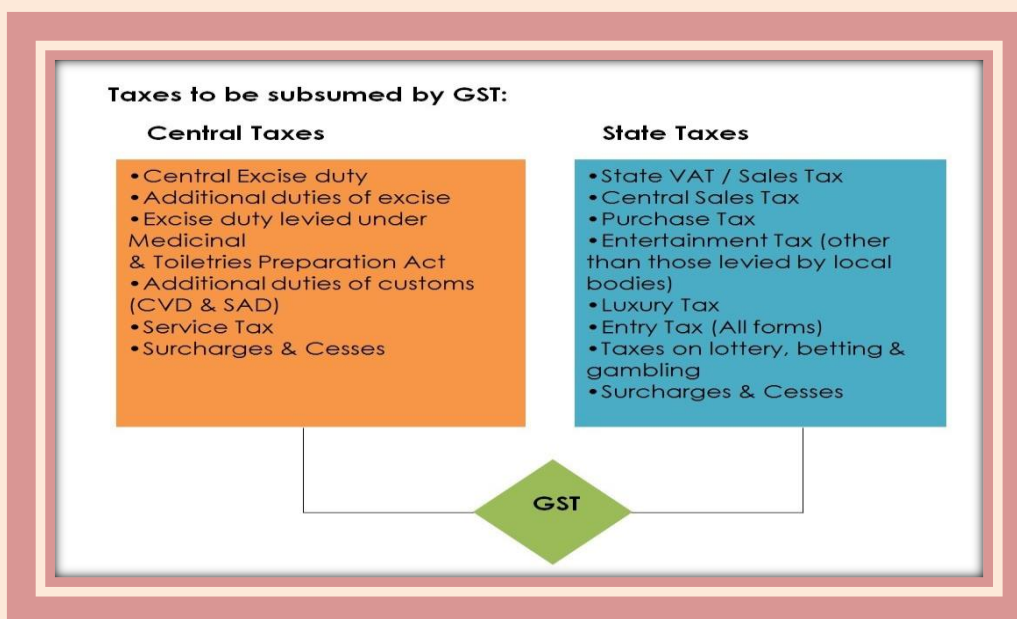 Taxes to be subsumed by GST:
Central Taxes
•Central Excise duty
•Additional duties of excise
•Excise duty levied under
Medicinal
& Toiletries Preparation Act
•Additional duties of customs
(CVD & SAD)
•Service Tax
•Surcharges & Cesses
State Taxes
•State VAT / Sales Tax
•Central Sales Tax
•Purchase Tax
•Entertainment Tax (other
than those levied by local
bodies)
•Luxury Tax
•Entry Tax (All forms)
•Taxes on lottery, betting &
gambling
•Surcharges & Cesses
GST